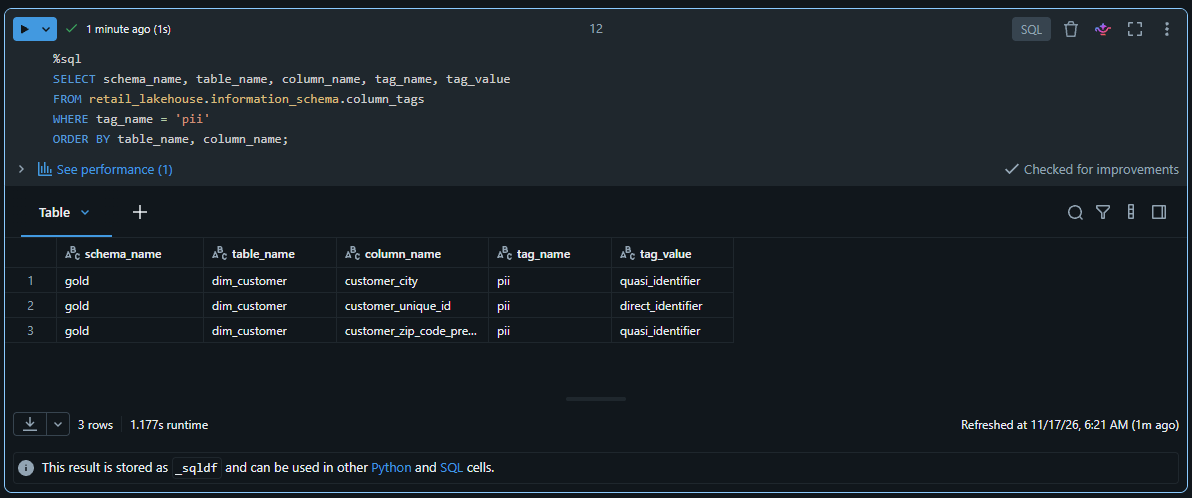 1 minute ago (1s) 12 SQL
%sql
SELECT schema_name, table_name, column_name, tag_name, tag_value
FROM retail_lakehouse.information_schema.column_tags
WHERE tag_name = 'pii'
ORDER BY table_name, column_name;
See performance (1) Checked for improvements
Table
schema_name table_name column_name tag_name tag_value
1 gold dim_customer customer_city pii quasi_identifier
2 gold dim_customer customer_unique_id pii direct_identifier
3 gold dim_customer customer_zip_code_pre... pii quasi_identifier
3 rows 1.177s runtime Refreshed at 11/17/26, 6:21 AM (1m ago)
This result is stored as _sqldf and can be used in other Python and SQL cells.